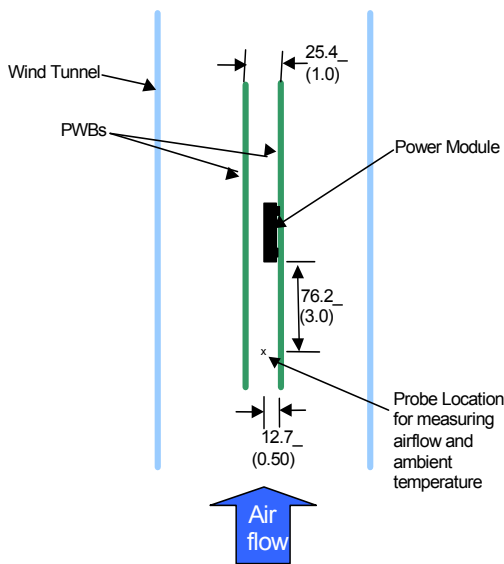 25.4_
(1.0)
Wind Tunnel
PWBs
Power Module
76.2_
(3.0)
x
Probe Location
for measuring
airflow and
ambient
temperature
12.7_
(0.50)
Air
flow